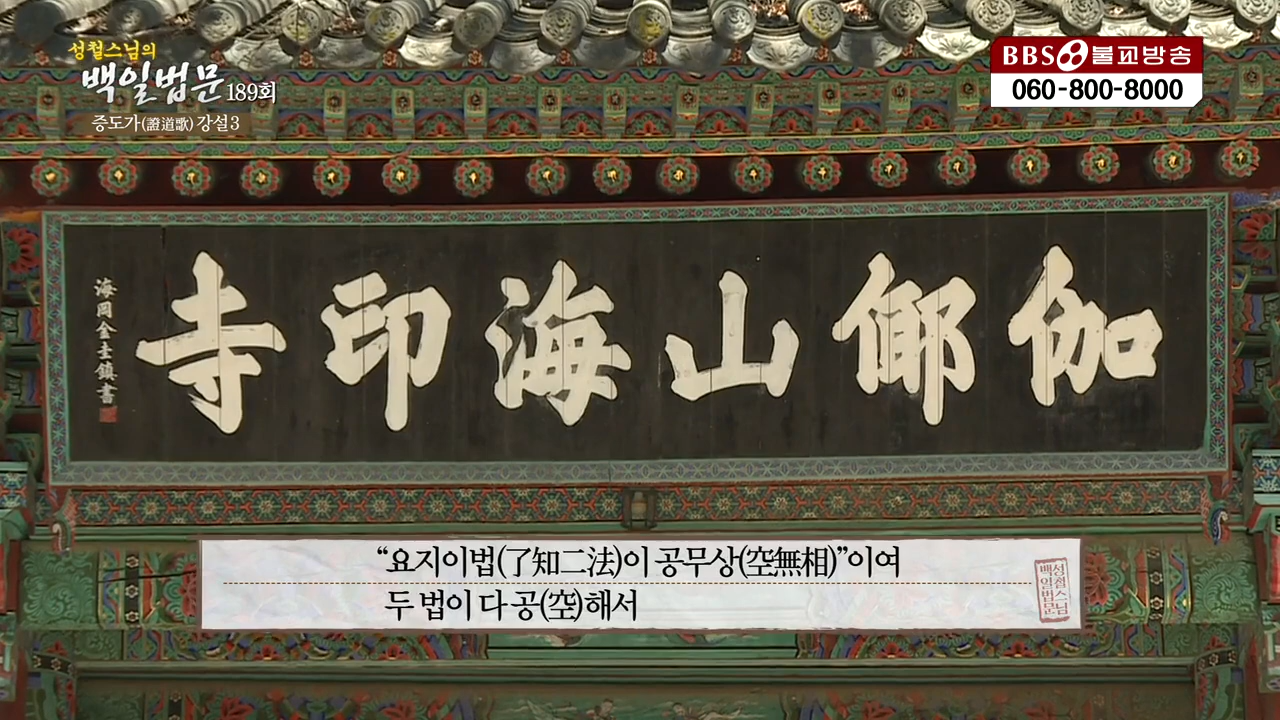 성철스님의
백일법문 189회
증도가(證道歌) 강설 3
BBS 불교방송
060-800-8000
伽倻山海印寺
海岡金圭鎭書
“요지이법(了知二法)이 공무상(空無相)”이여
두 법이 다 공(空)해서
성철스님
백일법문